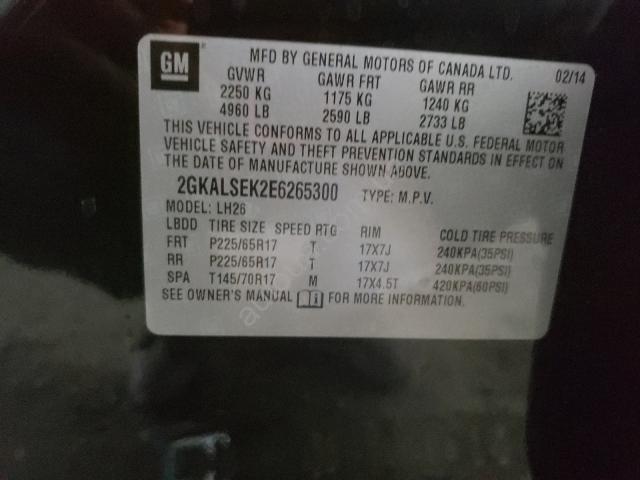 GM
MFD BY GENERAL MOTORS OF CANADA LTD. 02/14
GVWR GAWR FRT GAWR RR
2250 KG 1175 KG 1240 KG
4960 LB 2590 LB 2733 LB
THIS VEHICLE CONFORMS TO ALL APPLICABLE U.S. FEDERAL MOTOR
VEHICLE SAFETY AND THEFT PREVENTION STANDARDS IN EFFECT ON
THE DATE OF MANUFACTURE SHOWN ABOVE.
2GKALSEK2E6265300 TYPE: M.P.V.
MODEL: LH26
LBDD TIRE SIZE SPEED RTG RIM COLD TIRE PRESSURE
FRT P225/65R17 T 17X7J 240KPA(35PSI)
RR P225/65R17 T 17X7J 240KPA(35PSI)
SPA T145/70R17 M 17X4.5T 420KPA(60PSI)
SEE OWNER'S MANUAL FOR MORE INFORMATION.